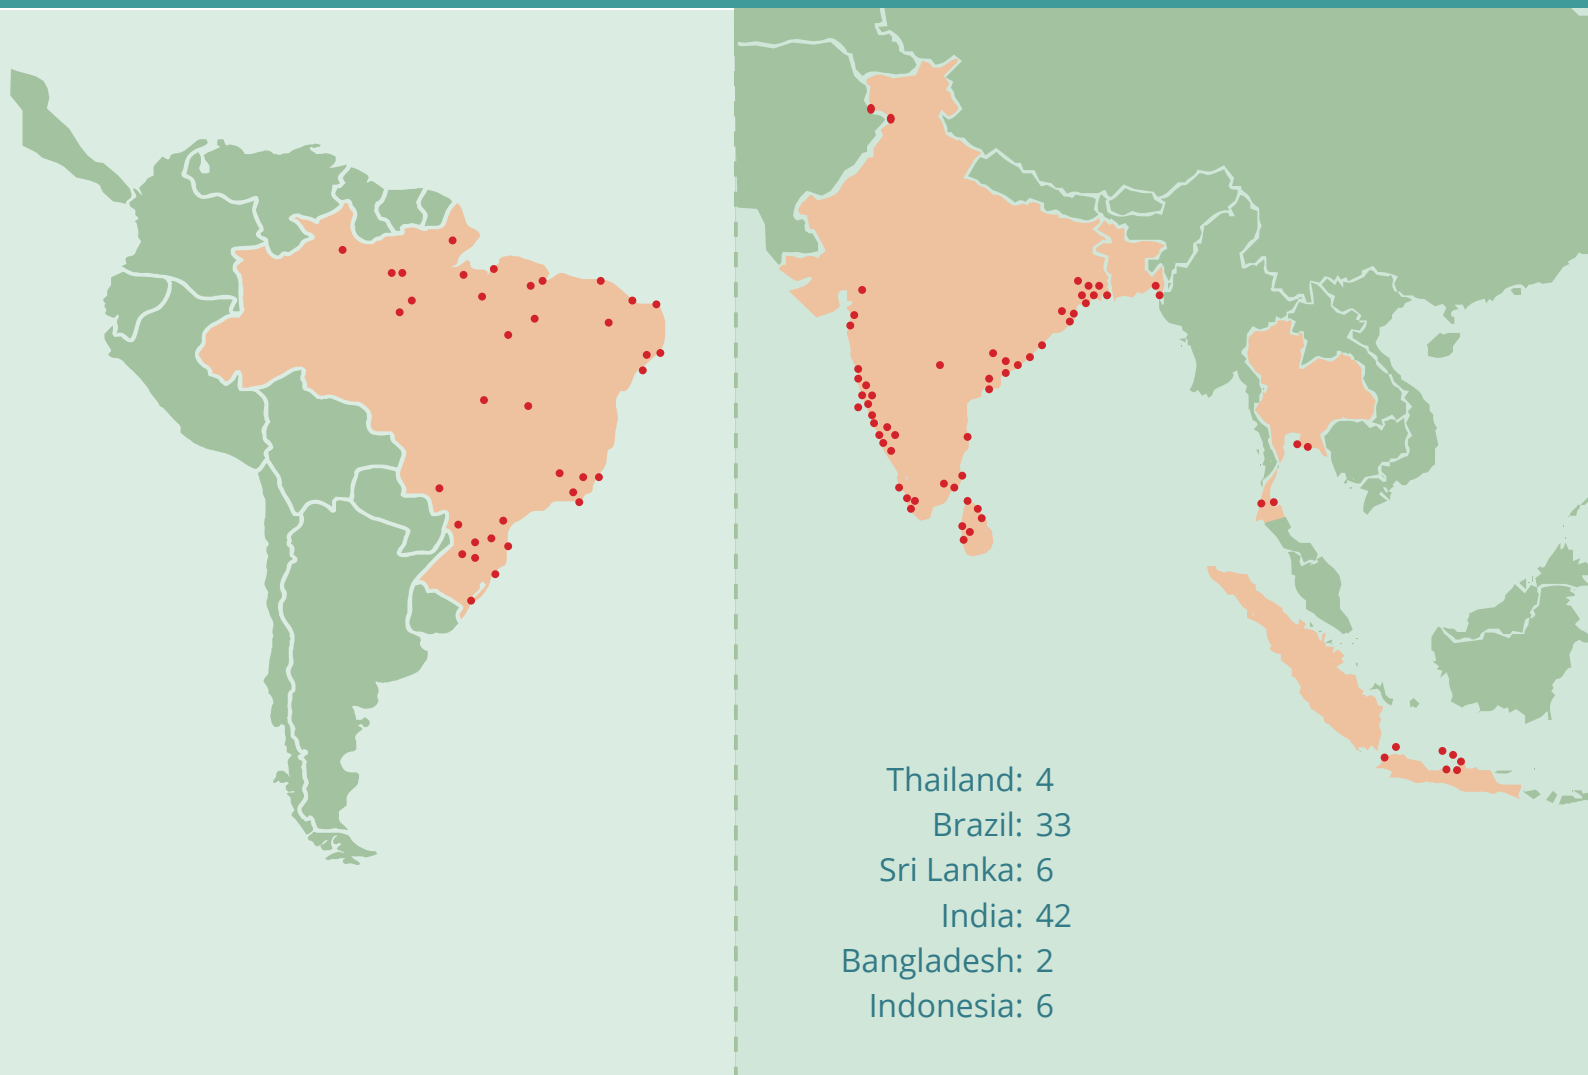 Thailand: 4
Brazil: 33
Sri Lanka: 6
India: 42
Bangladesh: 2
Indonesia: 6